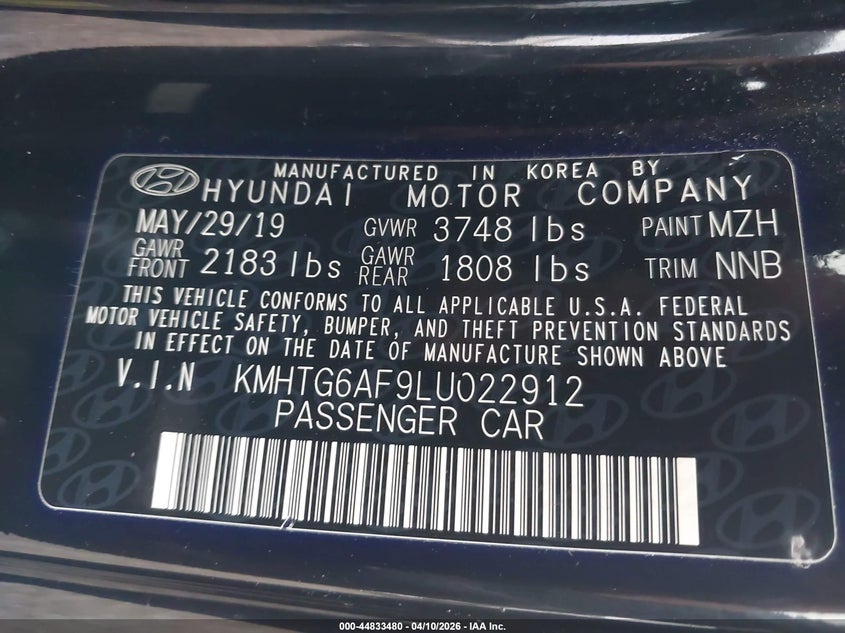 MANUFACTURED IN KOREA BY
HYUNDAI MOTOR COMPANY
MAY/29/19 GVWR 3748 lbs PAINT MZH
GAWR FRONT 2183 lbs GAWR REAR 1808 lbs TRIM NNB
THIS VEHICLE CONFORMS TO ALL APPLICABLE U.S.A. FEDERAL
MOTOR VEHICLE SAFETY, BUMPER, AND THEFT PREVENTION STANDARDS
IN EFFECT ON THE DATE OF MANUFACTURE SHOWN ABOVE
V.I.N KMHTG6AF9LU022912
PASSENGER CAR
000-44833480 - 04/10/2026 - IAA Inc.